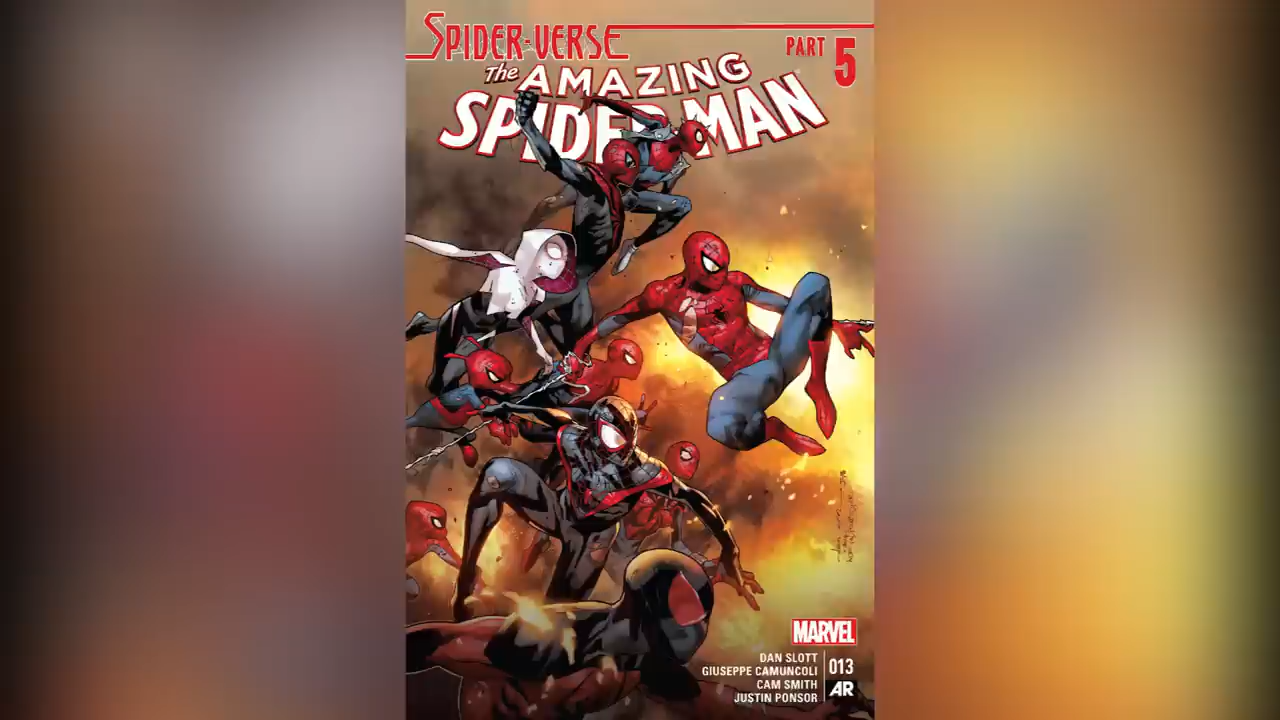 SPIDER-VERSE
PART 5
The AMAZING
SPIDER-MAN
MARVEL
DAN SLOTT
GIUSEPPE CAMUNCOLI
CAM SMITH
JUSTIN PONSOR
013
AR